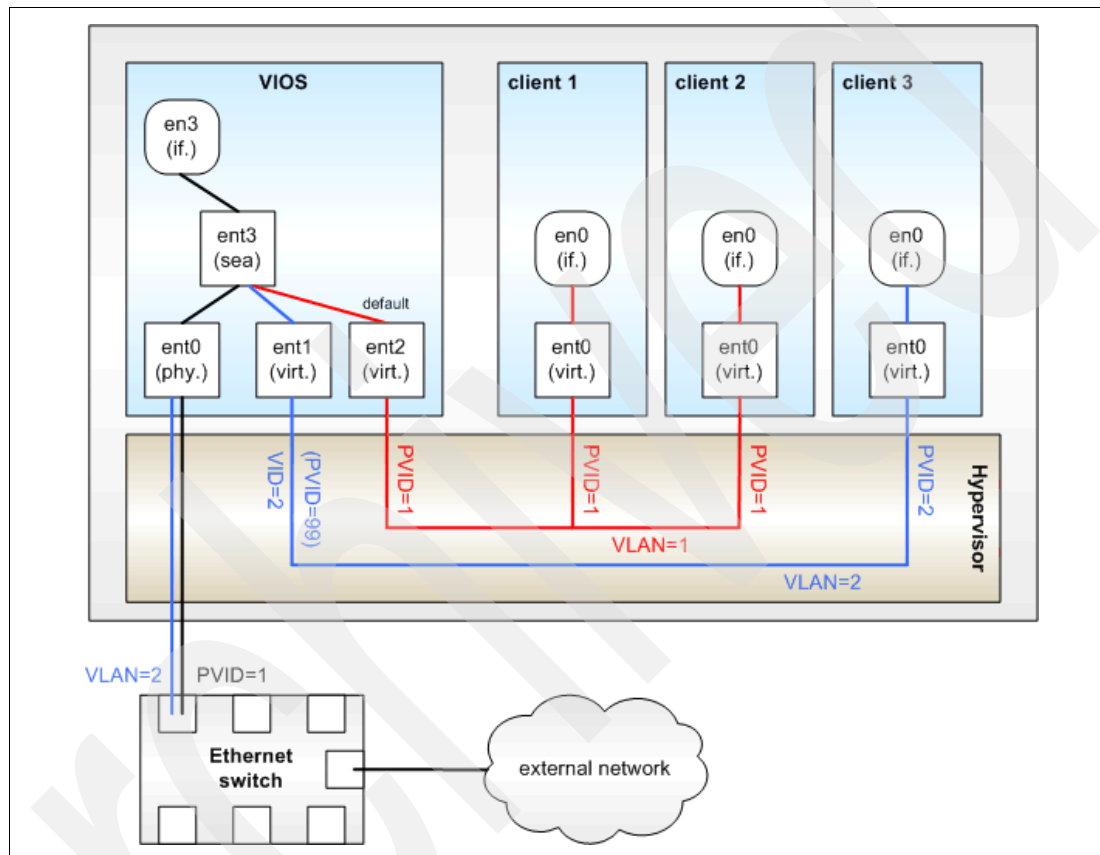 VIOS
client 1
client 2
client 3
en3
(if.)
ent3
(sea)
default
en0
(if.)
en0
(if.)
en0
(if.)
ent0
(phy.)
ent1
(virt.)
ent2
(virt.)
ent0
(virt.)
ent0
(virt.)
ent0
(virt.)
(PVID=99)
VID=2
PVID=1
PVID=1
PVID=1
PVID=2
Hypervisor
VLAN=1
VLAN=2
VLAN=2
PVID=1
Ethernet
switch
external network